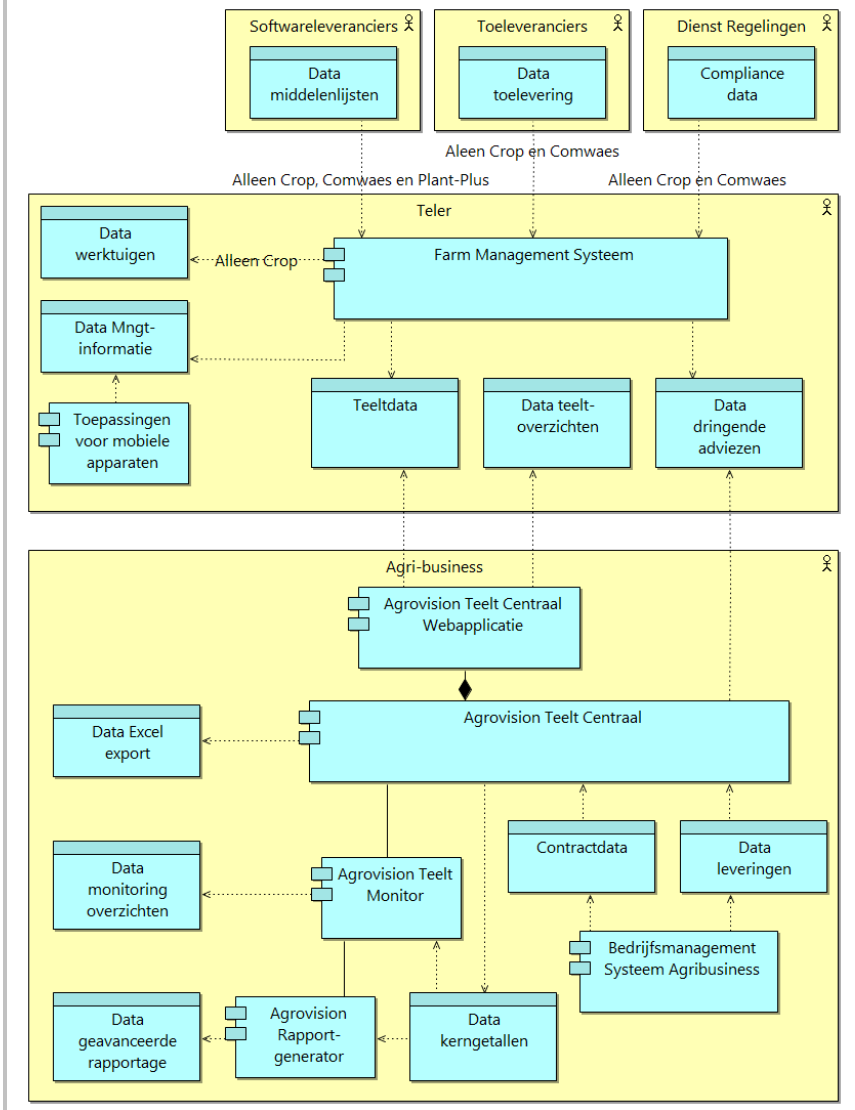 Softwareleveranciers
Toeleveranciers
Dienst Regelingen
Data
middelenlijsten
Data
toelevering
Compliance
data
Aleen Crop en Comwaes
Alleen Crop, Comwaes en Plant-Plus
Alleen Crop en Comwaes
Teler
Data
werktuigen
Alleen Crop
Farm Management Systeem
Data Mngt-
informatie
Toepassingen
voor mobiele
apparaten
Teeltdata
Data teelt-
overzichten
Data
dringende
adviezen
Agri-business
Agrovision Teelt Centraal
Webapplicatie
Agrovision Teelt Centraal
Data Excel
export
Contractdata
Data
leveringen
Data
monitoring
overzichten
Agrovision Teelt
Monitor
Bedrijfsmanagement
Systeem Agribusiness
Data
geavanceerde
rapportage
Agrovision
Rapport-
generator
Data
kerngetallen